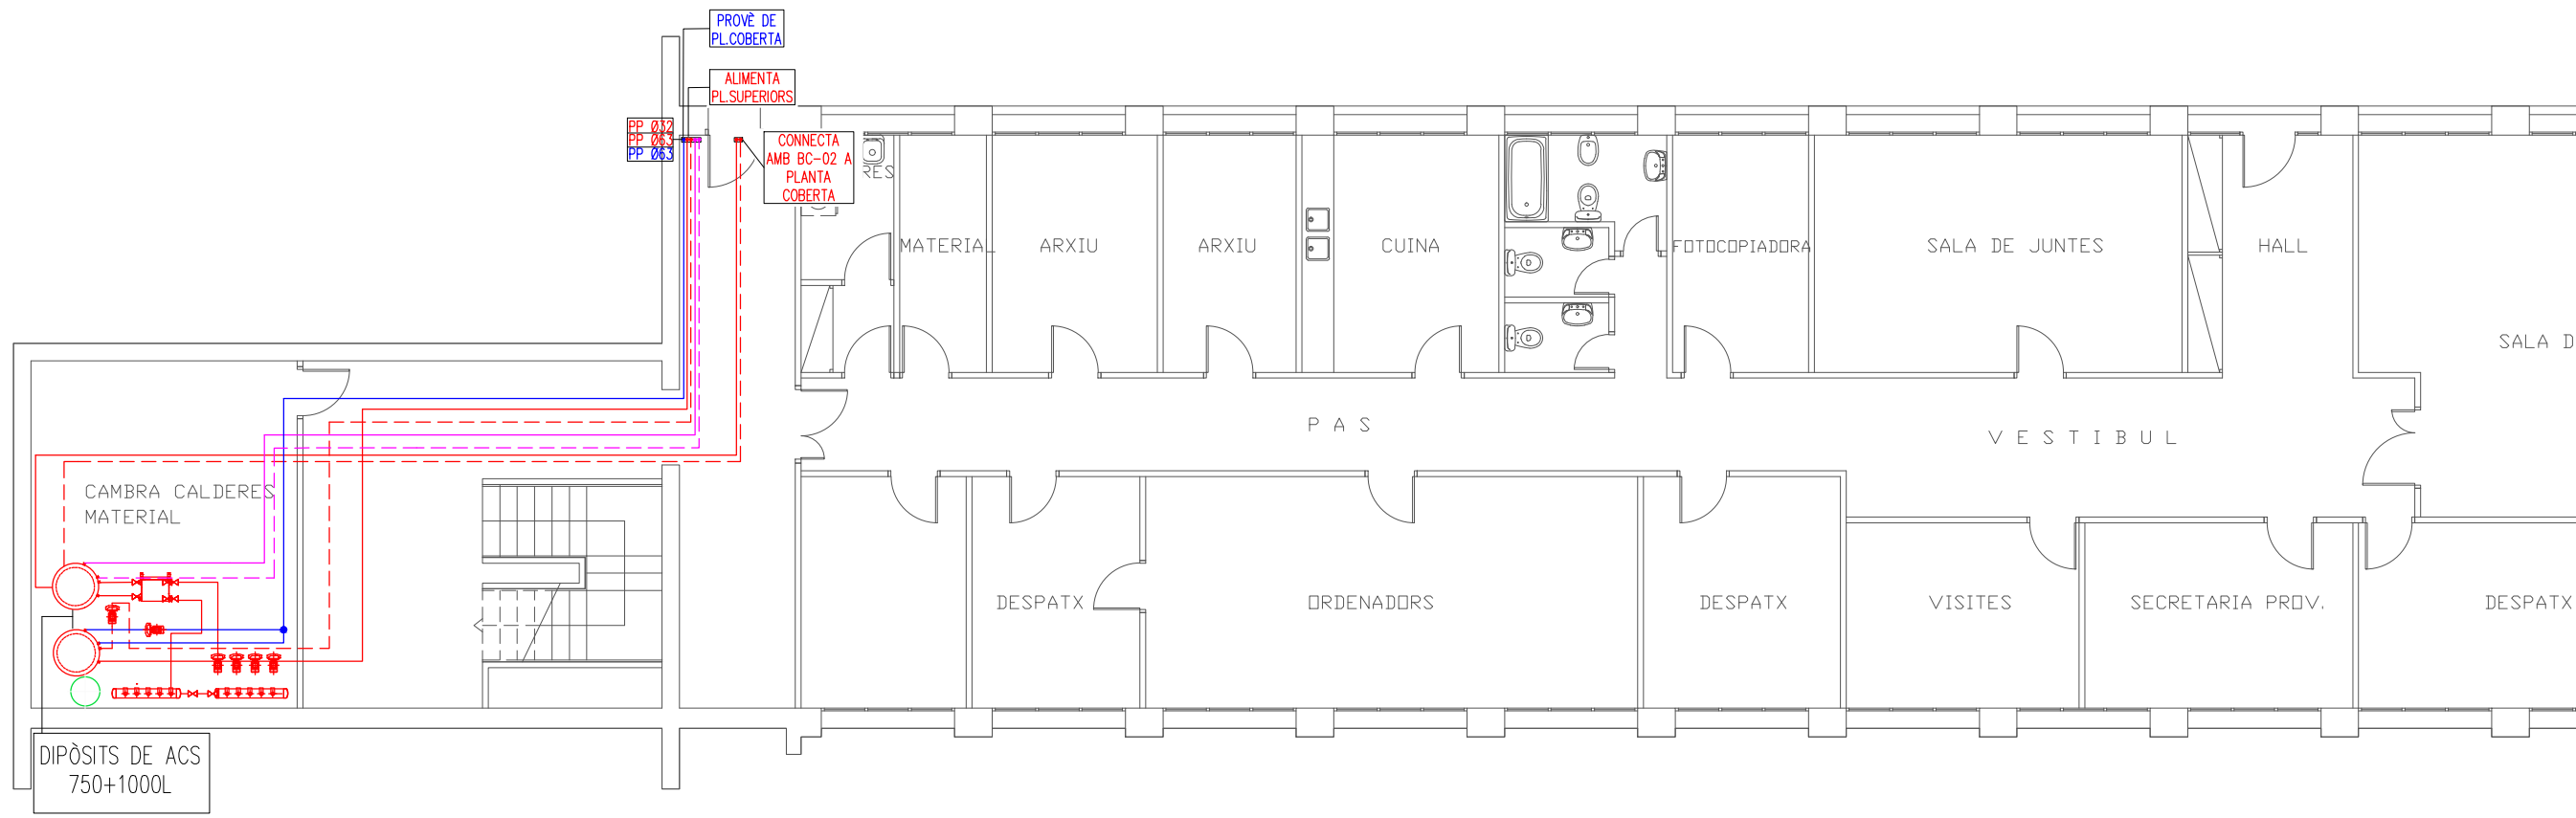 PROVÈ DE
PL.COBERTA
ALIMENTA
PL.SUPERIORS
PP Ø32
PP Ø63
PP Ø63
CONNECTA
AMB BC-02 A
PLANTA
COBERTA
RES
MATERIAL
ARXIU
ARXIU
CUINA
FOTOCOPIADORA
SALA DE JUNTES
HALL
SALA D
P A S
V E S T I B U L
CAMBRA CALDERES
MATERIAL
DESPATX
ORDENADORS
DESPATX
VISITES
SECRETARIA PROV.
DESPATX
DIPÒSITS DE ACS
750+1000L